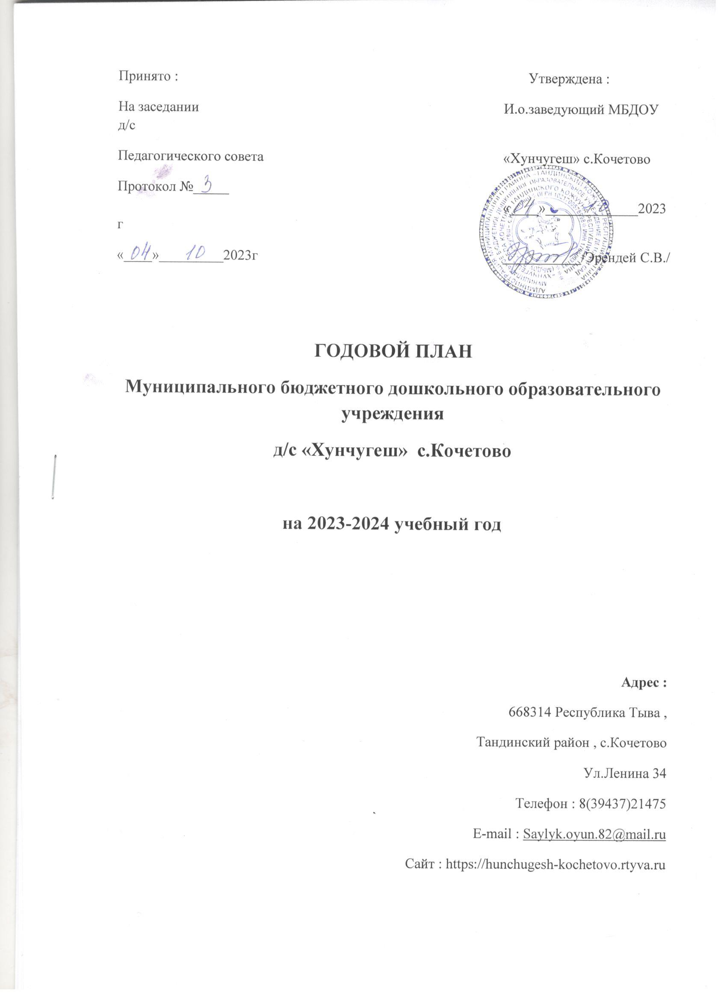 Принято :
Утверждена :
На заседании
И.о.заведующий МБДОУ
д/с
Педагогического совета
«Хунчугеш» с.Кочетово
Протокол № 3
«04» 10 2023
г
«04» 10 2023г
/Эрендей С.В./
ГОДОВОЙ ПЛАН
Муниципального бюджетного дошкольного образовательного
учреждения
д/с «Хунчугеш» с.Кочетово
на 2023-2024 учебный год
Адрес :
668314 Республика Тыва ,
Тандинский район , с.Кочетово
Ул.Ленина 34
Телефон : 8(39437)21475
E-mail : Saylyk.oyun.82@mail.ru
Сайт : https://hunchugesh-kochetovo.rtyva.ru